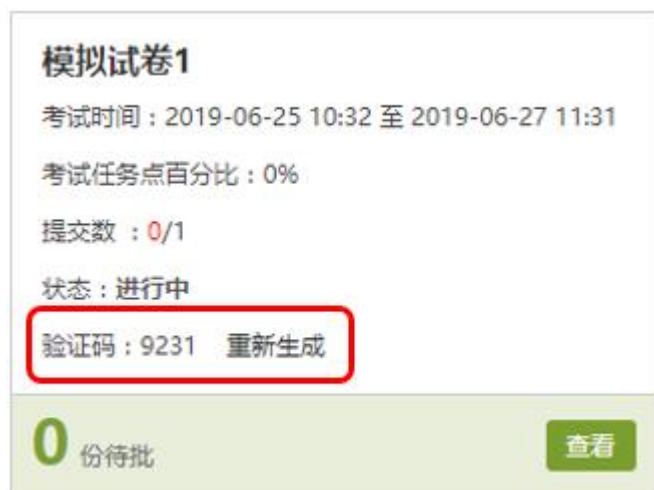 模拟试卷1
考试时间：2019-06-25 10:32 至 2019-06-27 11:31
考试任务点百分比：0%
提交数 ：0/1
状态：进行中
验证码：9231 重新生成
0 份待批
查看